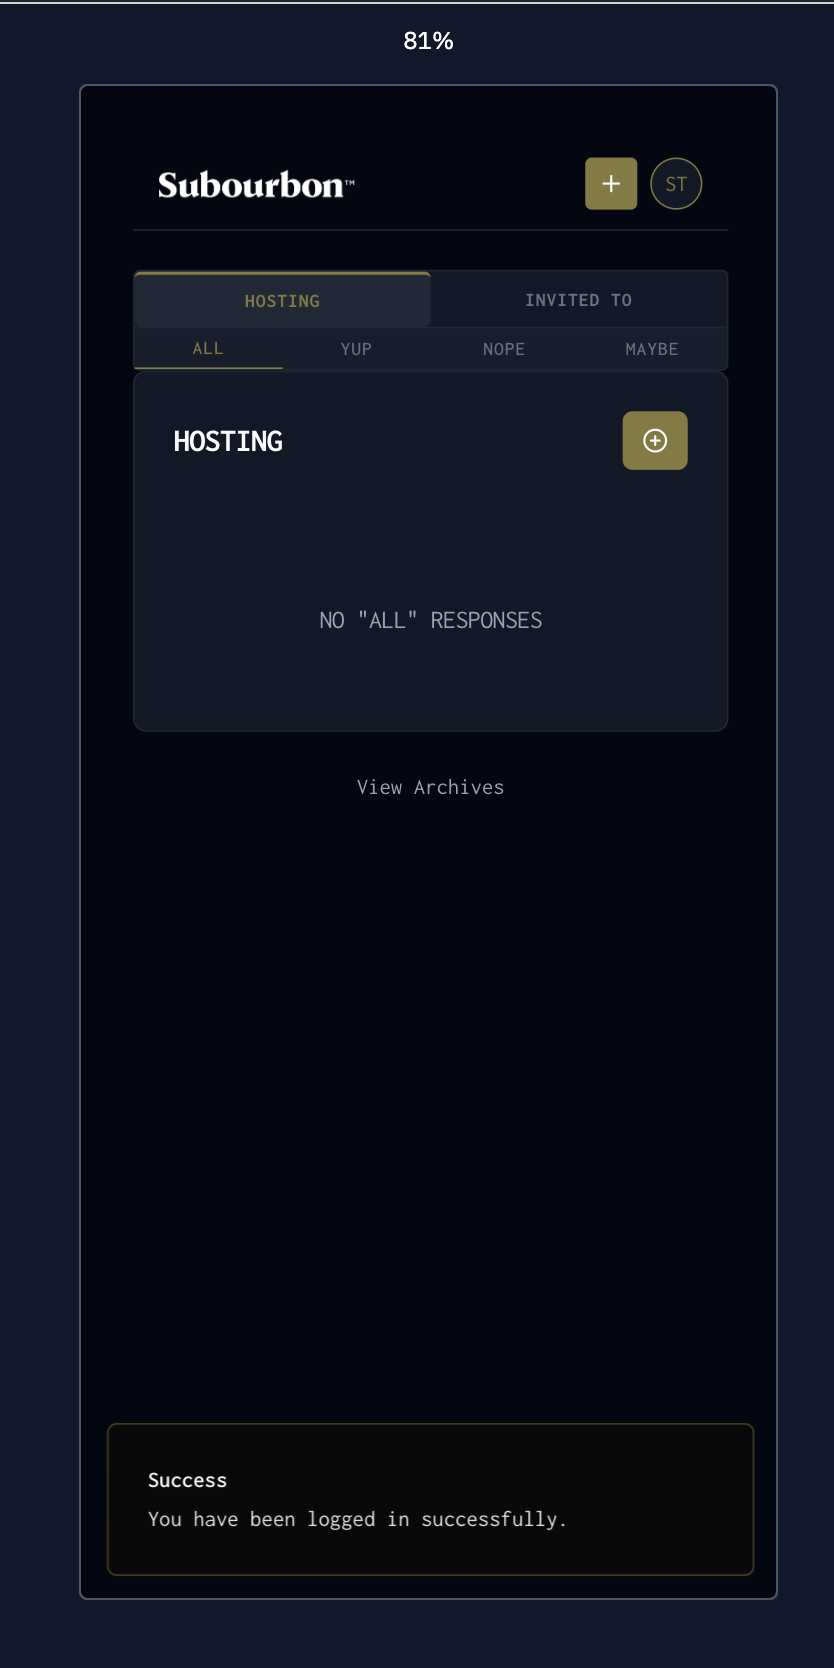 81%
Subourbon™
+ ST
HOSTING INVITED TO
ALL YUP NOPE MAYBE
HOSTING
NO "ALL" RESPONSES
View Archives
Success
You have been logged in successfully.